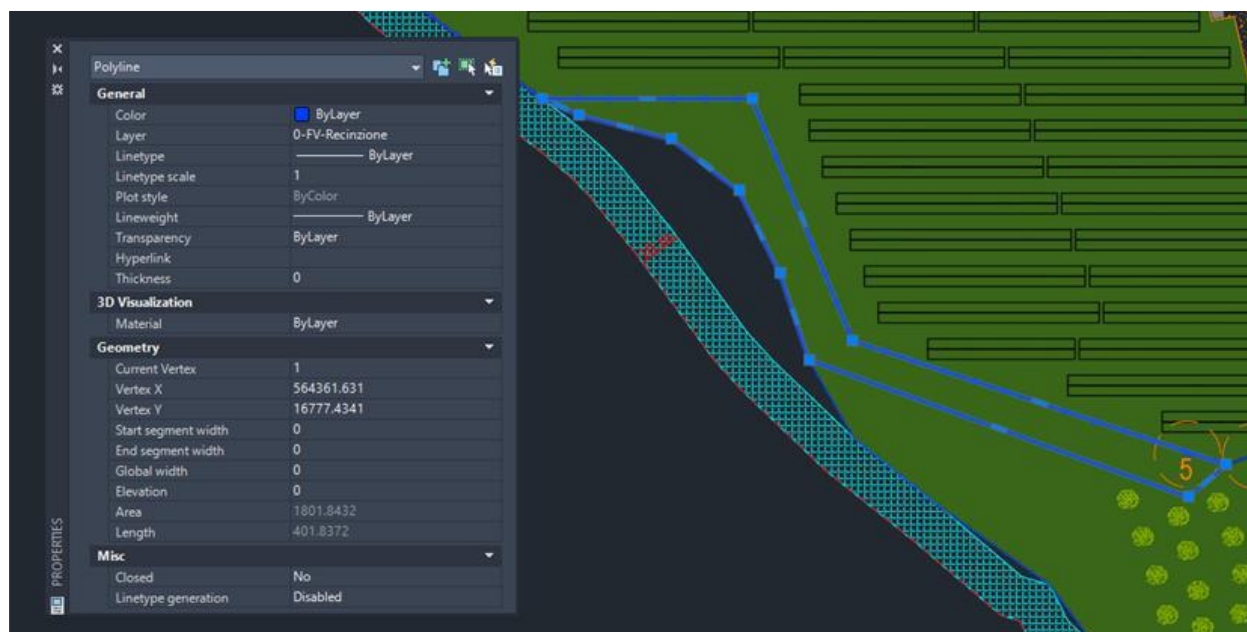 Polyline
General
Color ByLayer
Layer 0-FV-Recinzione
Linetype ByLayer
Linetype scale 1
Plot style ByColor
Lineweight ByLayer
Transparency ByLayer
Hyperlink
Thickness 0
3D Visualization
Material ByLayer
Geometry
Current Vertex 1
Vertex X 564361.631
Vertex Y 16777.4341
Start segment width 0
End segment width 0
Global width 0
Elevation 0
Area 1801.8432
Length 401.8372
Misc
Closed No
Linetype generation Disabled
PROPERTIES
5